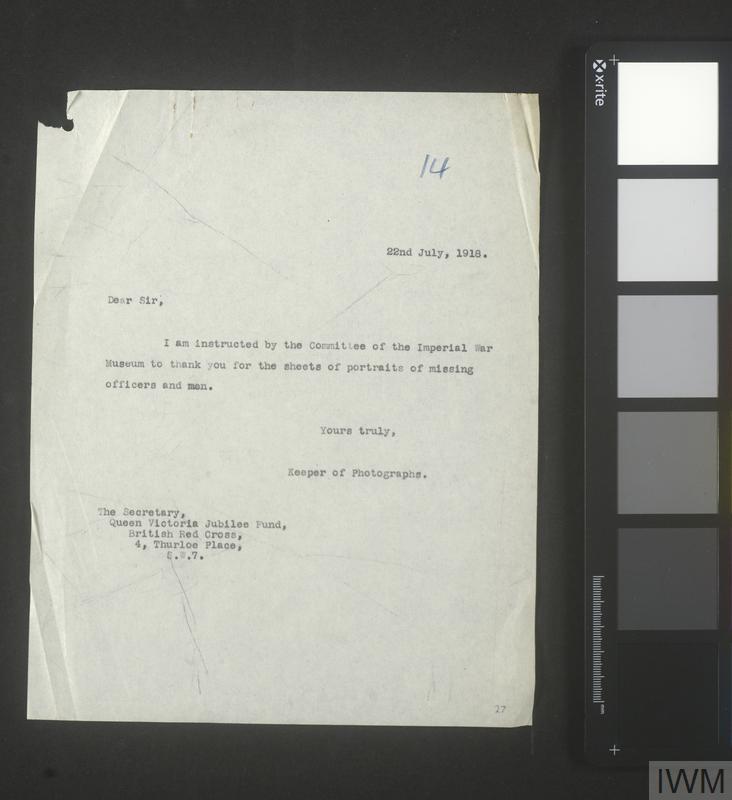 14
22nd July, 1918.
Dear Sir,
I am instructed by the Committee of the Imperial War
Museum to thank you for the sheets of portraits of missing
officers and men.
Yours truly,
Keeper of Photographs.
The Secretary,
Queen Victoria Jubilee Fund,
British Red Cross,
4, Thurloe Place,
S.W.7.
27
x-rite
mm
IWM